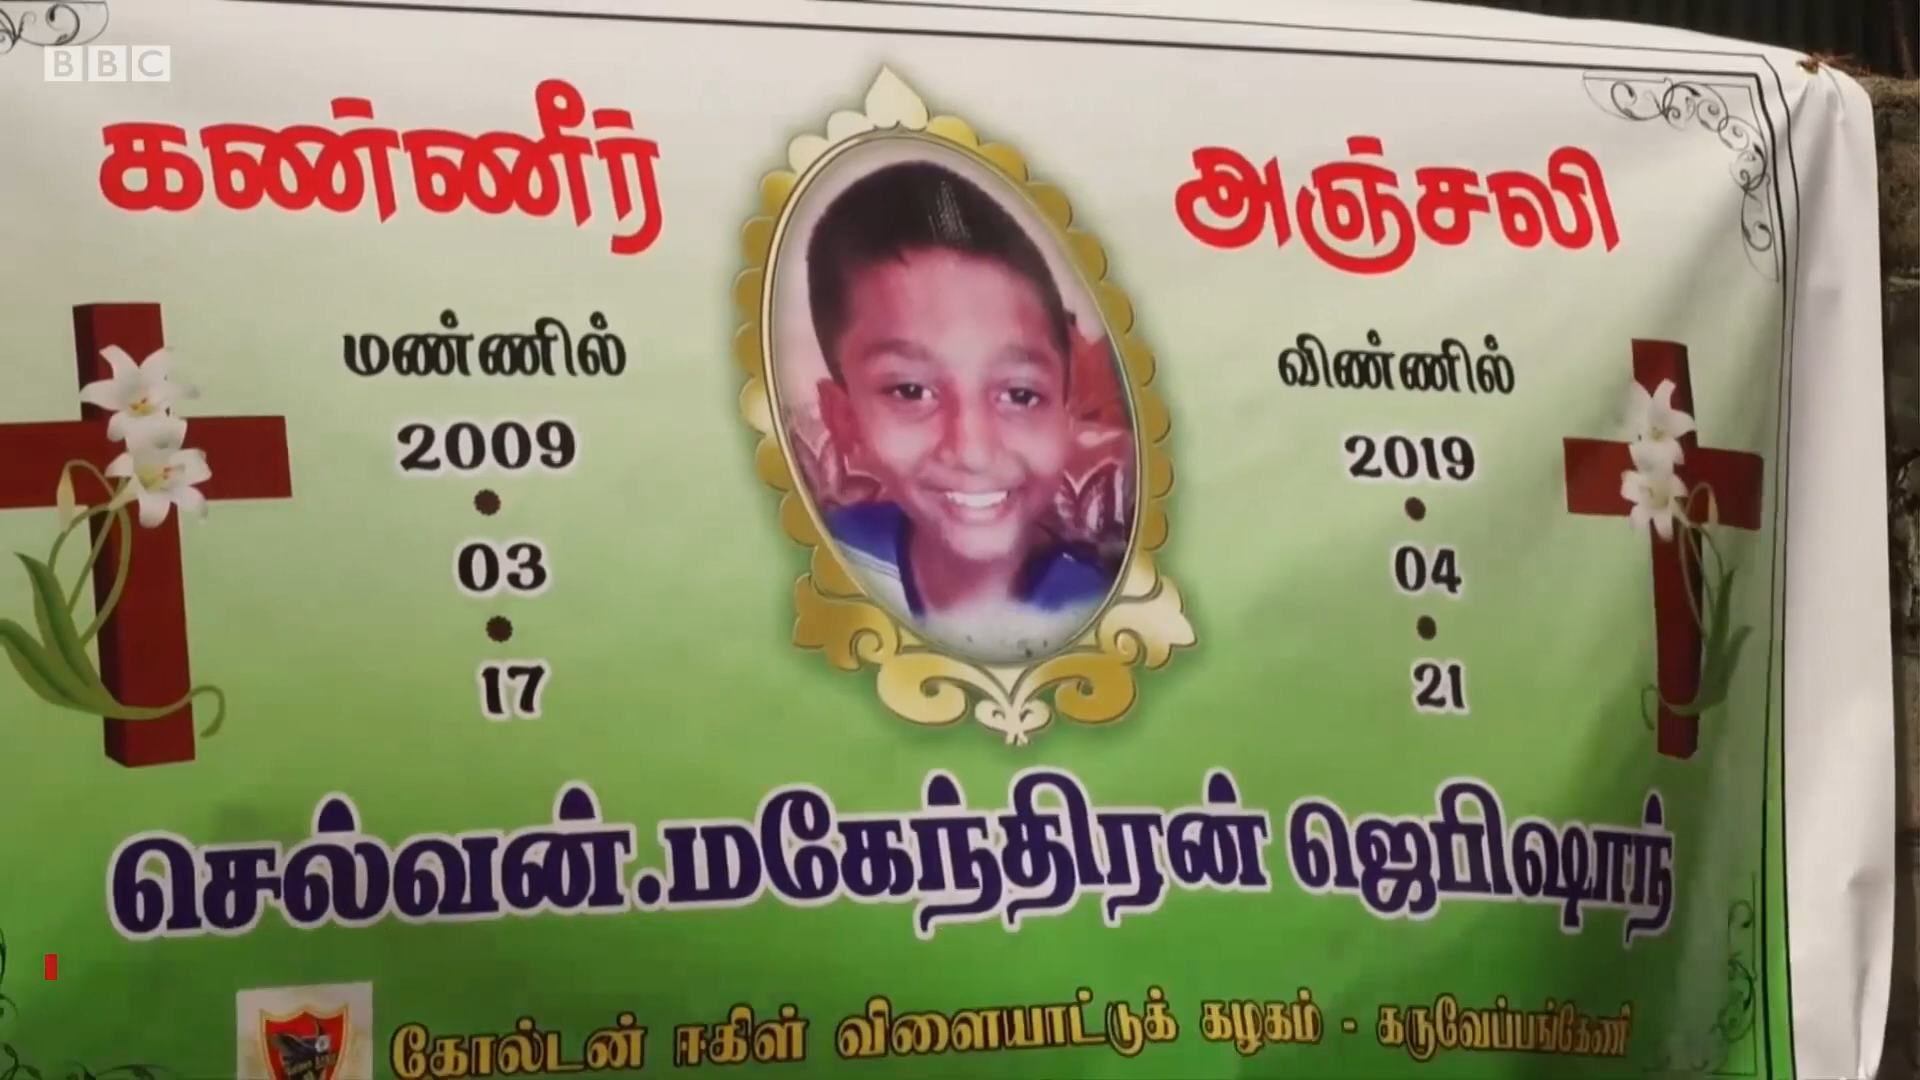 BBC
கண்ணீர் அஞ்சலி
மண்ணில் விண்ணில்
2009 2019
03 04
17 21
செல்வன்.மகேந்திரன் ஜெபிஷாந்
கோல்டன் ஈகிள் விளையாட்டுக் கழகம் - கருவேப்பங்கேணி